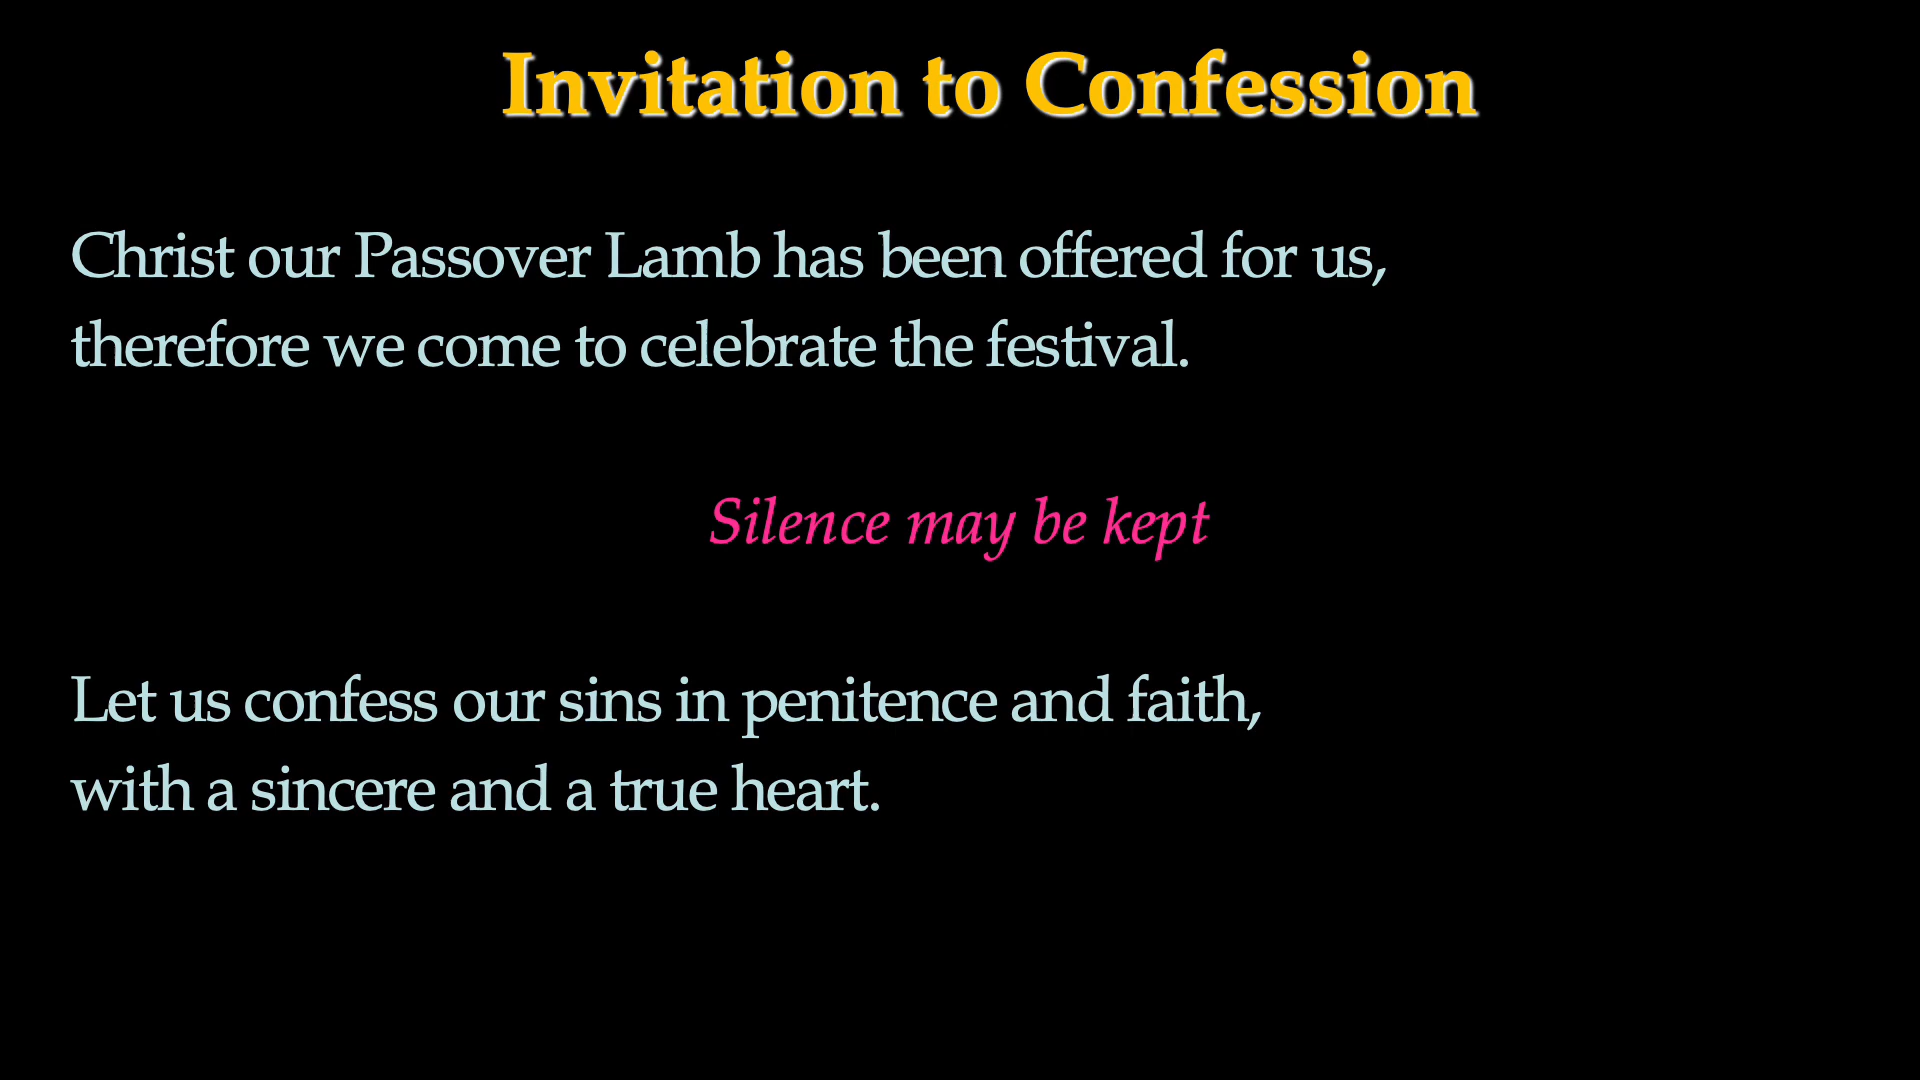 Invitation to Confession
Christ our Passover Lamb has been offered for us,
therefore we come to celebrate the festival.
Silence may be kept
Let us confess our sins in penitence and faith,
with a sincere and a true heart.